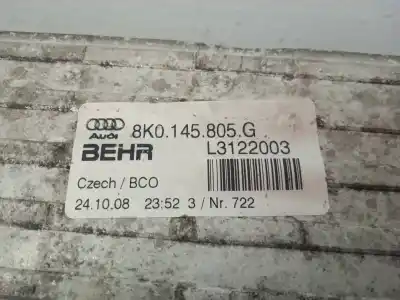 Audi 8K0.145.805.G
BEHR L3122003
Czech / BCO
24.10.08 23:52 3 / Nr. 722